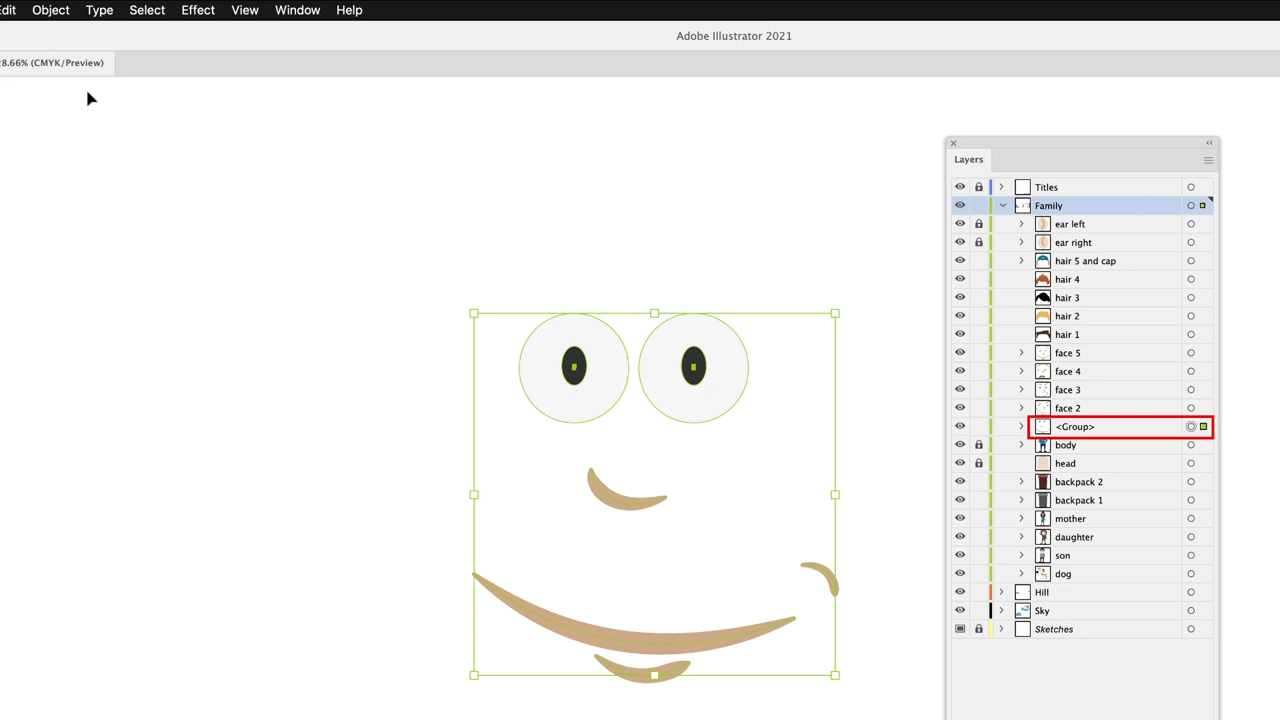 Edit Object Type Select Effect View Window Help
Adobe Illustrator 2021
28.66% (CMYK/Preview)
Layers
Titles
Family
ear left
ear right
hair 5 and cap
hair 4
hair 3
hair 2
hair 1
face 5
face 4
face 3
face 2
<Group>
body
head
backpack 2
backpack 1
mother
daughter
son
dog
Hill
Sky
Sketches